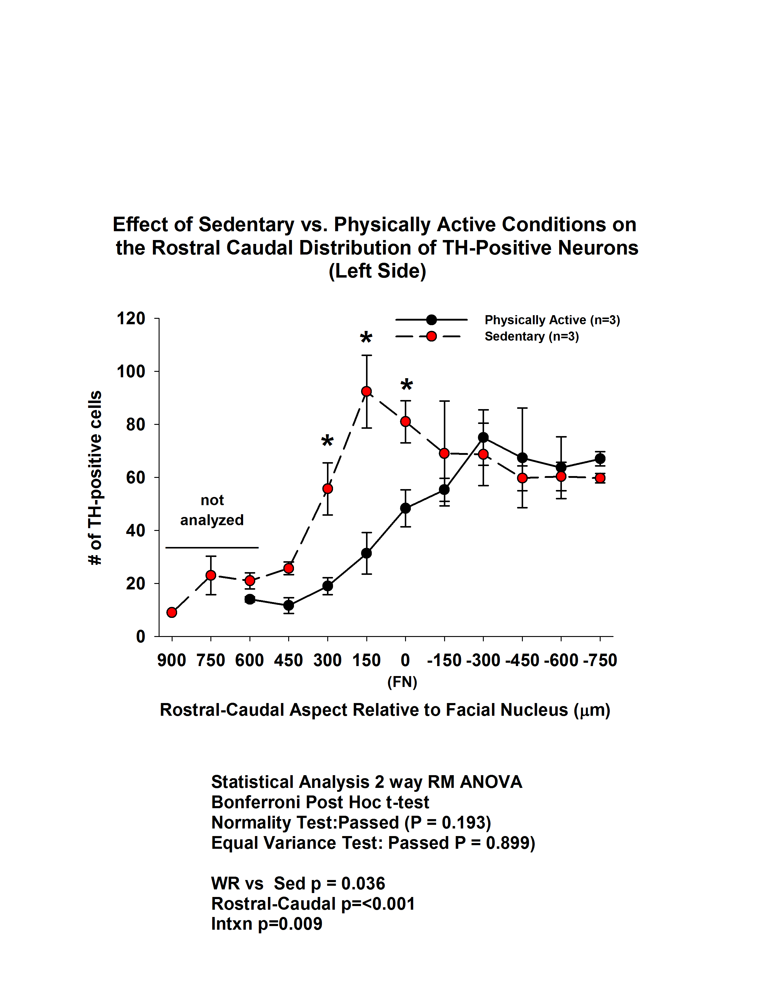 Effect of Sedentary vs. Physically Active Conditions on
the Rostral Caudal Distribution of TH-Positive Neurons
(Left Side)
Physically Active (n=3)
Sedentary (n=3)
120
100
80
60
40
20
0
# of TH-positive cells
*
*
*
not
analyzed
900 750 600 450 300 150 0 -150 -300 -450 -600 -750
(FN)
Rostral-Caudal Aspect Relative to Facial Nucleus (μm)
Statistical Analysis 2 way RM ANOVA
Bonferroni Post Hoc t-test
Normality Test:Passed (P = 0.193)
Equal Variance Test: Passed P = 0.899)
WR vs  Sed p = 0.036
Rostral-Caudal p=<0.001
Intxn p=0.009